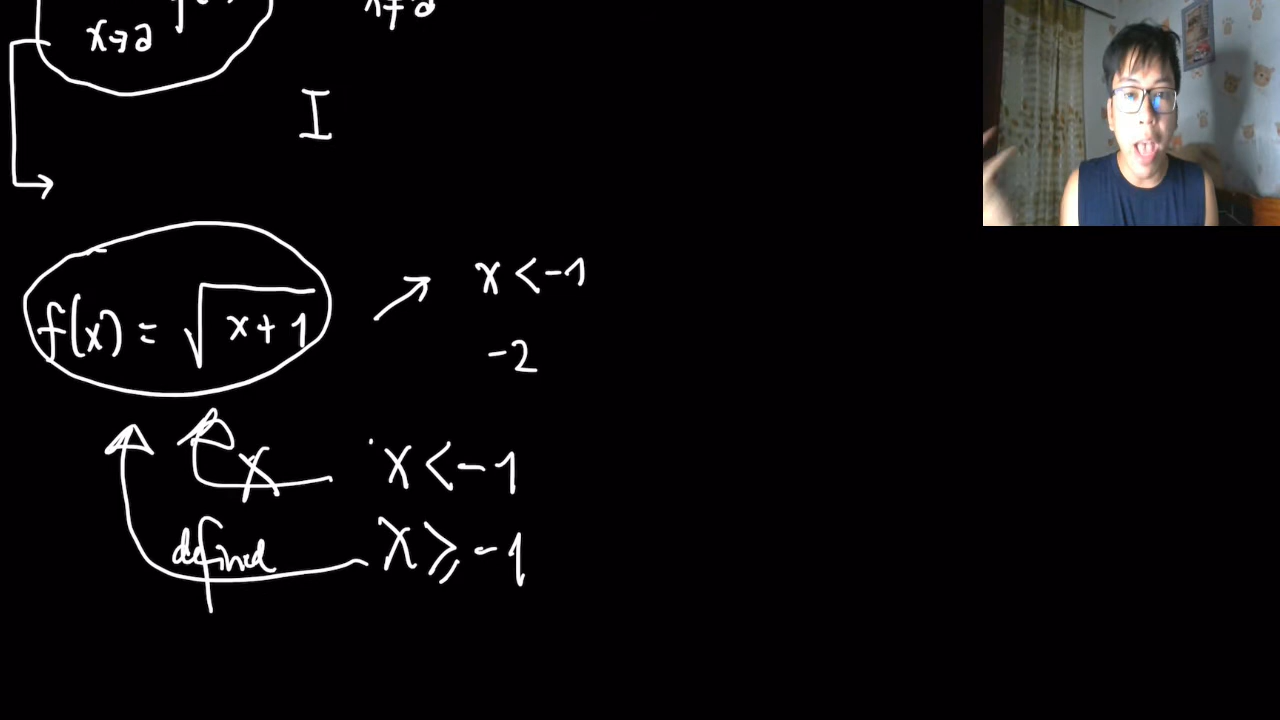 x→a x≠a
I
f(x) = √x+1 → x < -1
-2
x x < -1
defined x ≥ -1